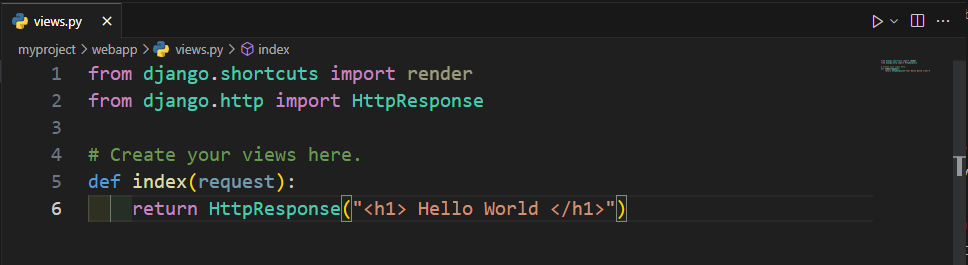 views.py
myproject > webapp > views.py > index
1 from django.shortcuts import render
2 from django.http import HttpResponse
3
4 # Create your views here.
5 def index(request):
6     return HttpResponse("<h1> Hello World </h1>")